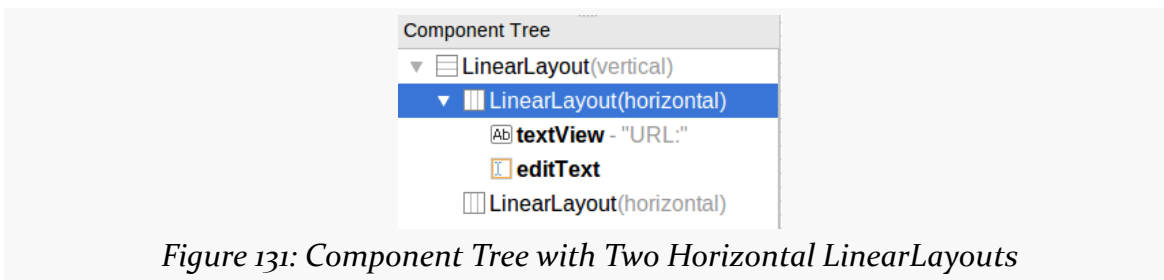 Component Tree
LinearLayout(vertical)
LinearLayout(horizontal)
Ab textView - "URL:"
editText
LinearLayout(horizontal)
Figure 131: Component Tree with Two Horizontal LinearLayouts